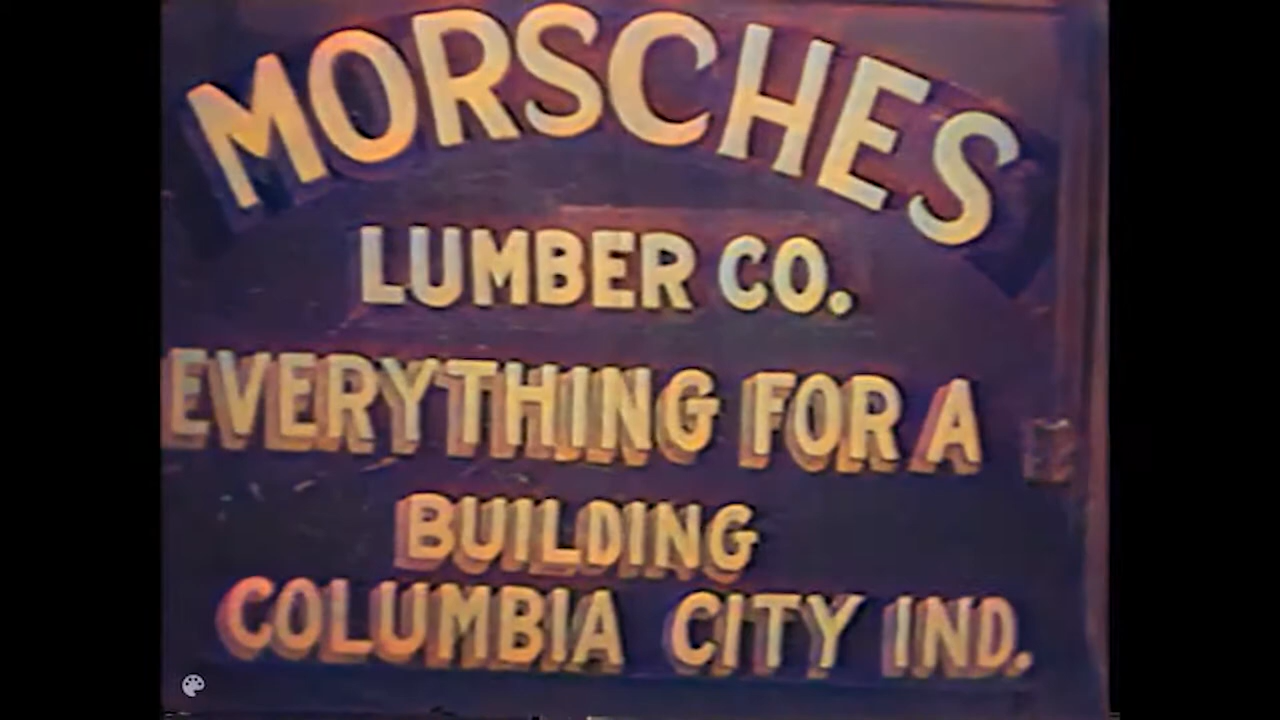 MORSCHES
LUMBER CO.
EVERYTHING FOR A
BUILDING
COLUMBIA CITY IND.